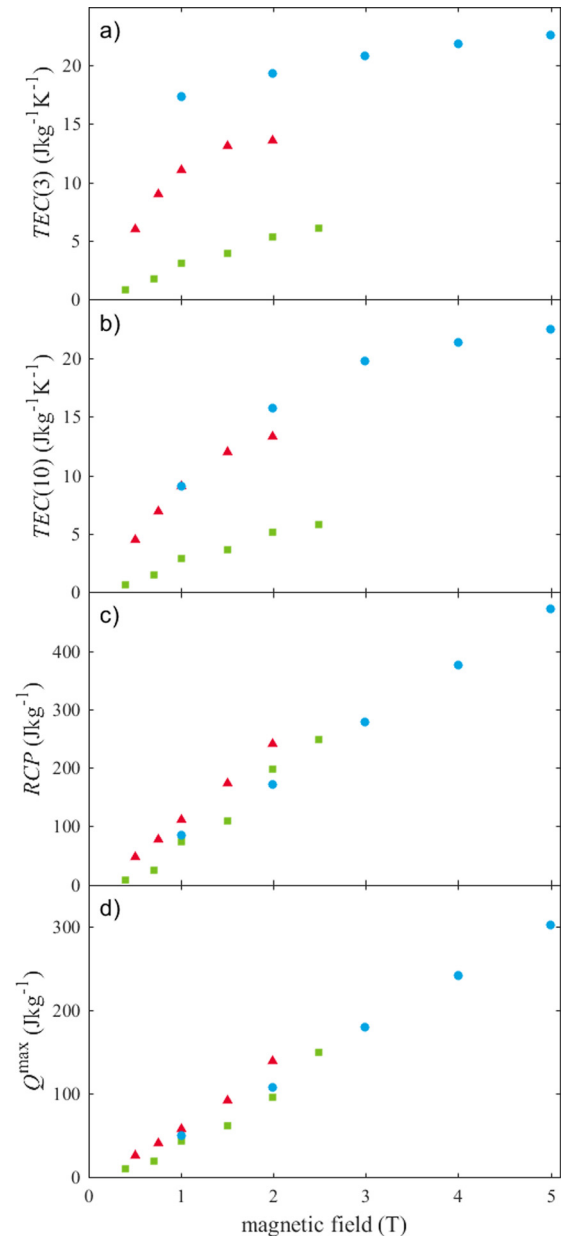 a)
TEC(3) (Jkg⁻¹K⁻¹)
20
15
10
5
0
b)
TEC(10) (Jkg⁻¹K⁻¹)
20
15
10
5
0
c)
RCP (Jkg⁻¹)
400
300
200
100
0
d)
Qᵐᵃˣ (Jkg⁻¹)
300
200
100
0
0 1 2 3 4 5
magnetic field (T)